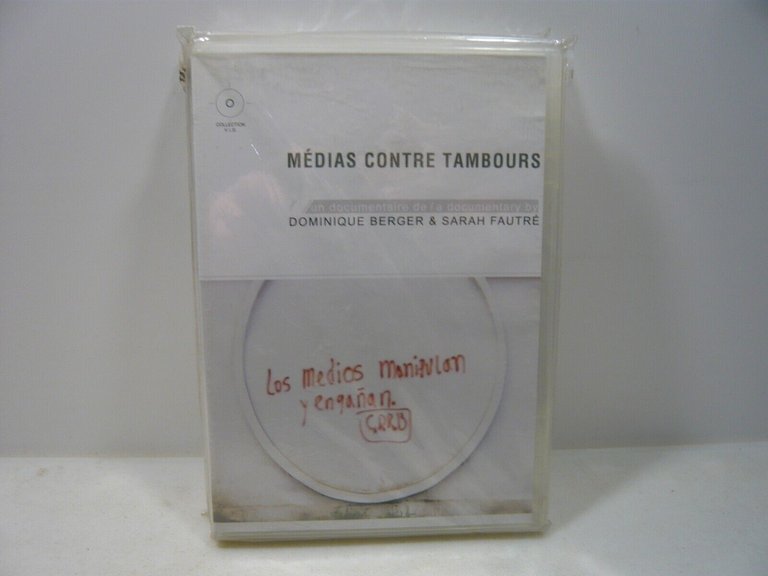 COLLECTION
V.I.S.
MÉDIAS CONTRE TAMBOURS
un documentaire de / a documentary by
DOMINIQUE BERGER & SARAH FAUTRÉ
Los medios manipulan
y engañan.